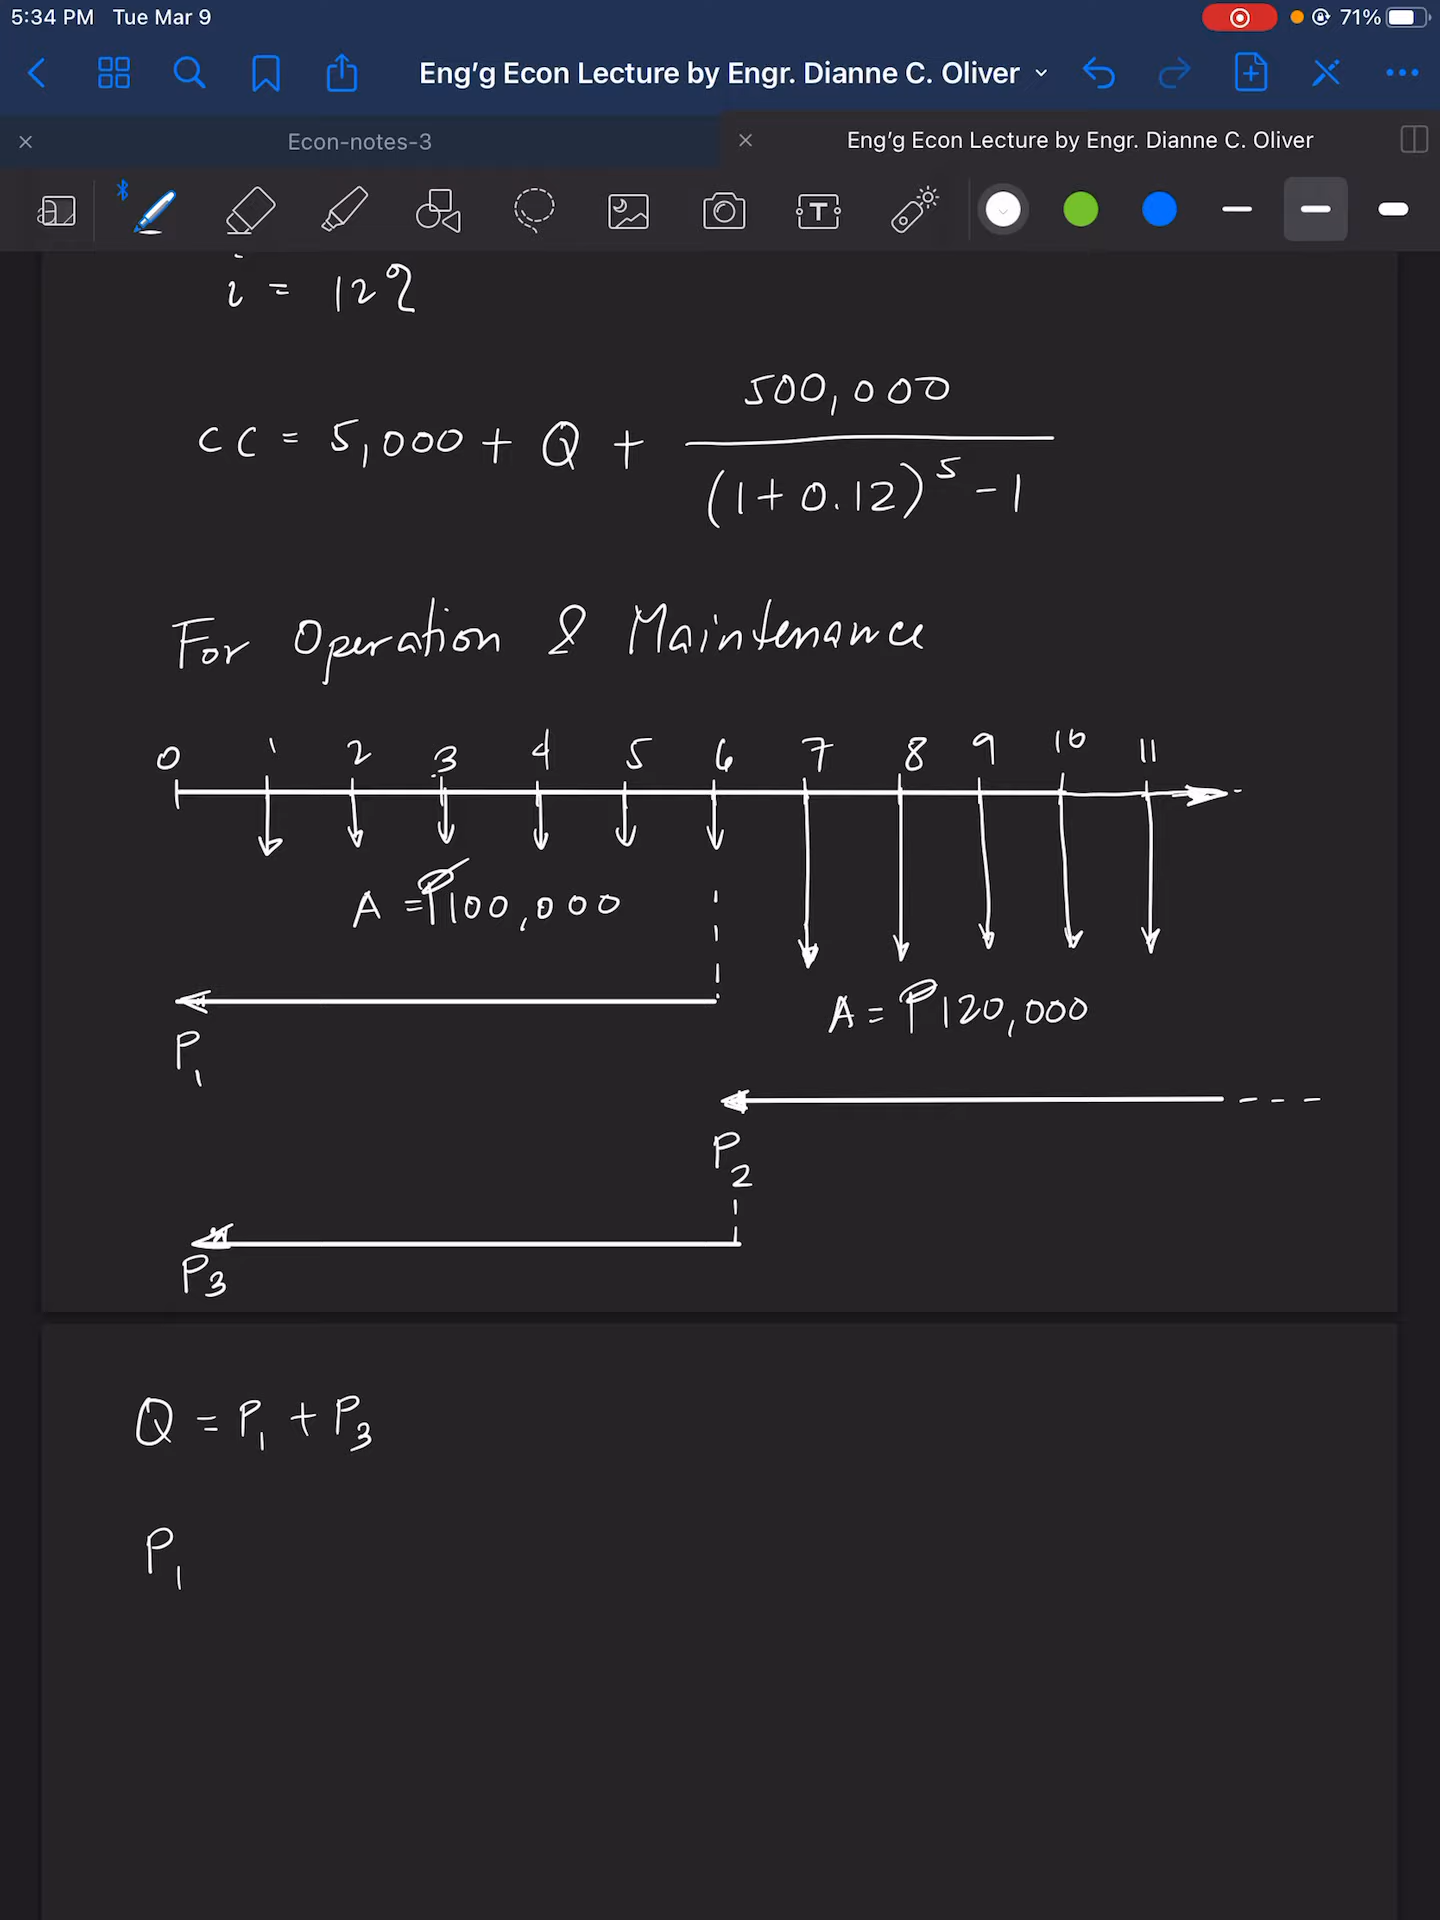 5:34 PM Tue Mar 9 71%
Eng'g Econ Lecture by Engr. Dianne C. Oliver
Econ-notes-3 Eng'g Econ Lecture by Engr. Dianne C. Oliver
i = 12%
CC = 5,000 + Q + 500,000 / (1+0.12)^5 - 1
For Operation & Maintenance
0 1 2 3 4 5 6 7 8 9 10 11
A = ₱100,000
A = ₱120,000
P1
P2
P3
Q = P1 + P3
P1